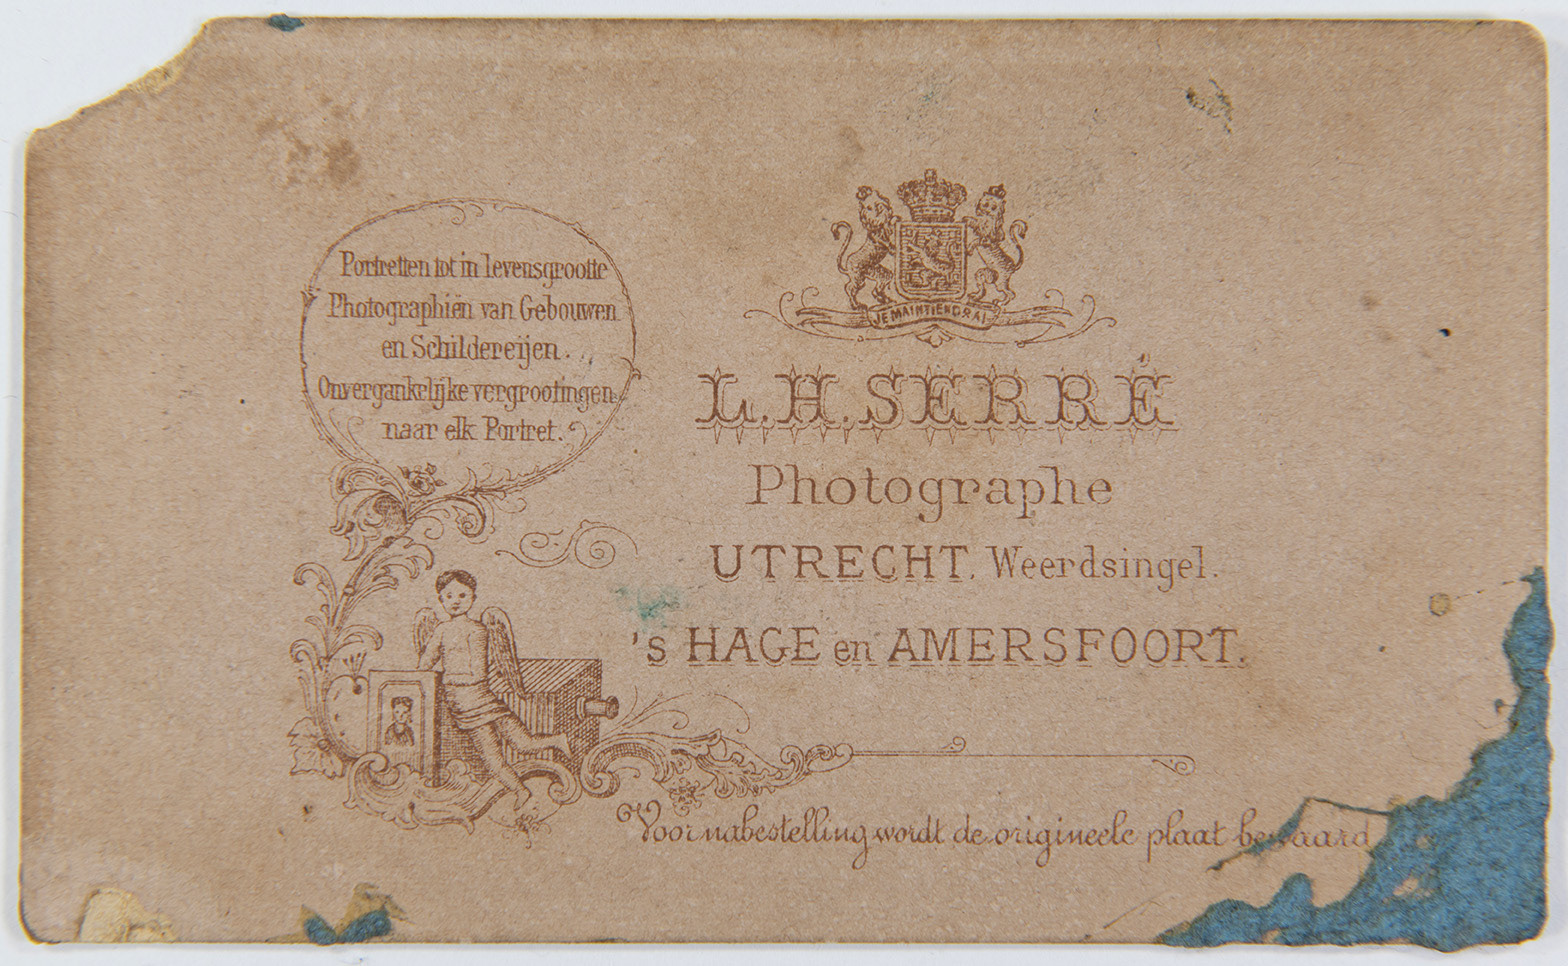 Portretten tot in levensgrootte
Photographiën van Gebouwen
en Schildereijen.
Onvergankelijke vergrootingen
naar elk Portret.
JE MAINTIENDRAI
L.H. SERRÉ
Photographe
UTRECHT. Weerdsingel.
's HAGE en AMERSFOORT.
Voor nabestelling wordt de origineele plaat bewaard